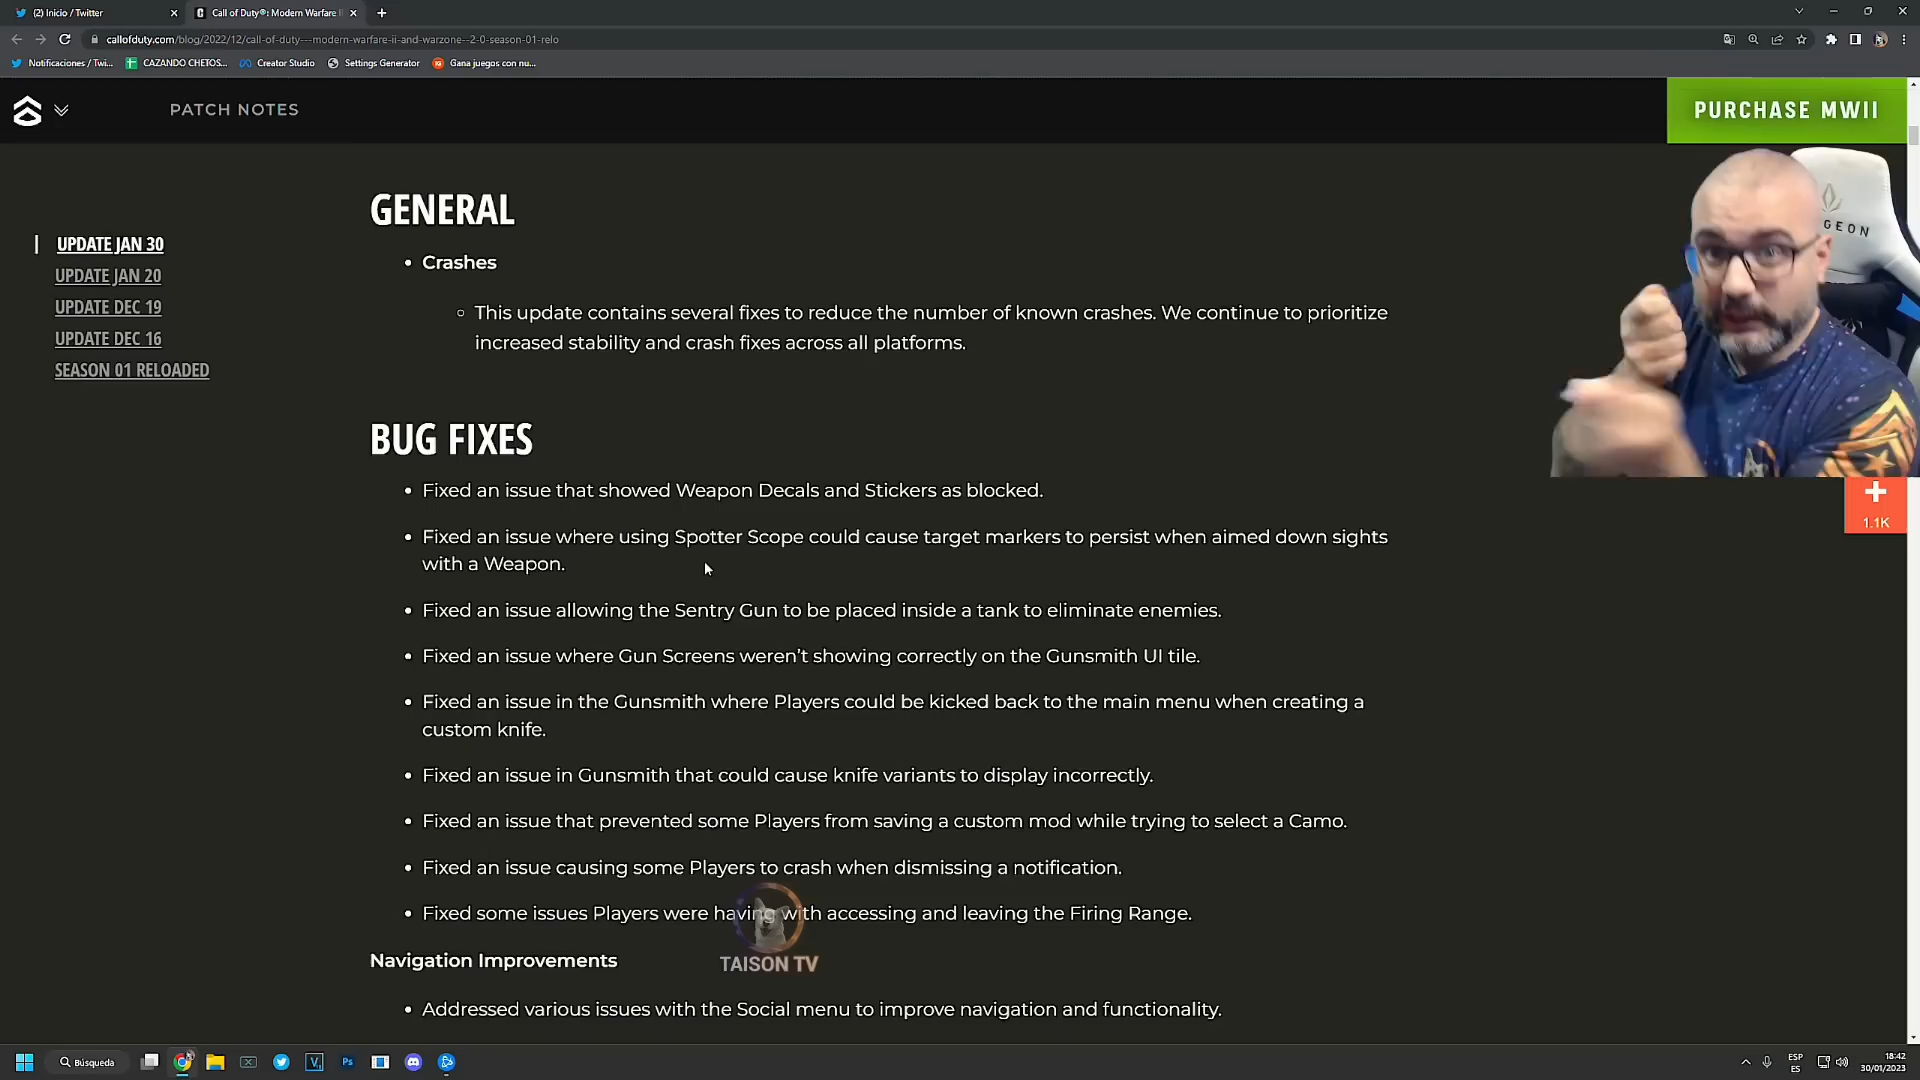 (2) Inicio / Twitter
Call of Duty®: Modern Warfare II
callofduty.com/blog/2022/12/call-of-duty---modern-warfare-ii-and-warzone--2-0-season-01-relo
Notificaciones / Twi...
CAZANDO CHETOS...
Creator Studio
Settings Generator
Gana juegos con nu...
PATCH NOTES
PURCHASE MWII
GENERAL
UPDATE JAN 30
UPDATE JAN 20
UPDATE DEC 19
UPDATE DEC 16
SEASON 01 RELOADED
• Crashes
This update contains several fixes to reduce the number of known crashes. We continue to prioritize
increased stability and crash fixes across all platforms.
GEON
BUG FIXES
• Fixed an issue that showed Weapon Decals and Stickers as blocked.
• Fixed an issue where using Spotter Scope could cause target markers to persist when aimed down sights
with a Weapon.
+
1.1K
• Fixed an issue allowing the Sentry Gun to be placed inside a tank to eliminate enemies.
• Fixed an issue where Gun Screens weren't showing correctly on the Gunsmith UI tile.
• Fixed an issue in the Gunsmith where Players could be kicked back to the main menu when creating a
custom knife.
• Fixed an issue in Gunsmith that could cause knife variants to display incorrectly.
• Fixed an issue that prevented some Players from saving a custom mod while trying to select a Camo.
• Fixed an issue causing some Players to crash when dismissing a notification.
• Fixed some issues Players were having with accessing and leaving the Firing Range.
Navigation Improvements
TAISON TV
• Addressed various issues with the Social menu to improve navigation and functionality.
Búsqueda
Ps
ESP
ES
18:42
30/01/2023